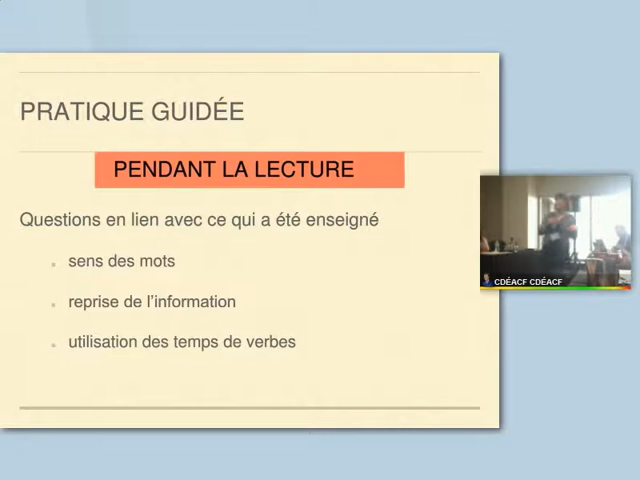 PRATIQUE GUIDÉE
PENDANT LA LECTURE
Questions en lien avec ce qui a été enseigné
sens des mots
reprise de l'information
utilisation des temps de verbes
CDÉACF CDÉACF